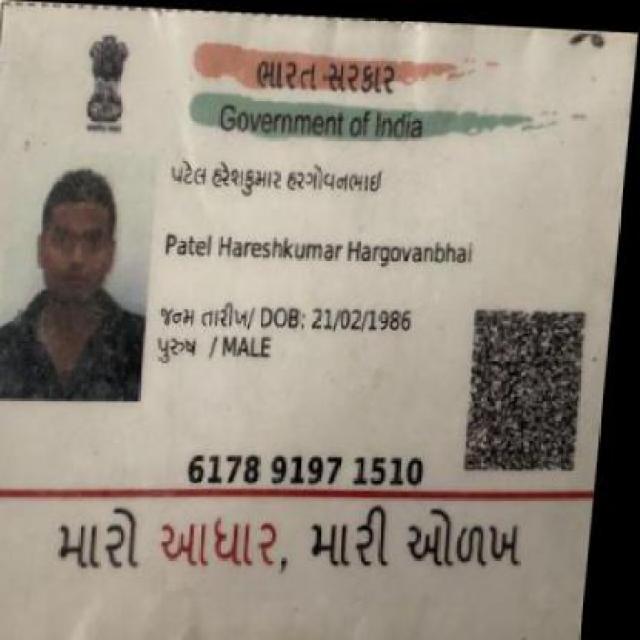 ભારત સરકાર
Government of India
પટેલ હરેશકુમાર હરગોવનભાઈ
Patel Hareshkumar Hargovanbhai
જન્મ તારીખ/ DOB: 21/02/1986
પુરુષ / MALE
6178 9197 1510
મારો આધાર, મારી ઓળખ